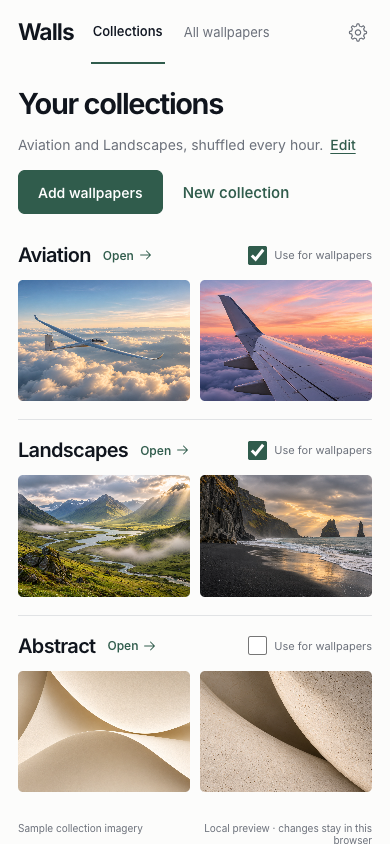 Walls Collections All wallpapers
Your collections
Aviation and Landscapes, shuffled every hour. Edit
Add wallpapers New collection
Aviation Open → Use for wallpapers
Landscapes Open → Use for wallpapers
Abstract Open → Use for wallpapers
Sample collection imagery Local preview · changes stay in this
browser